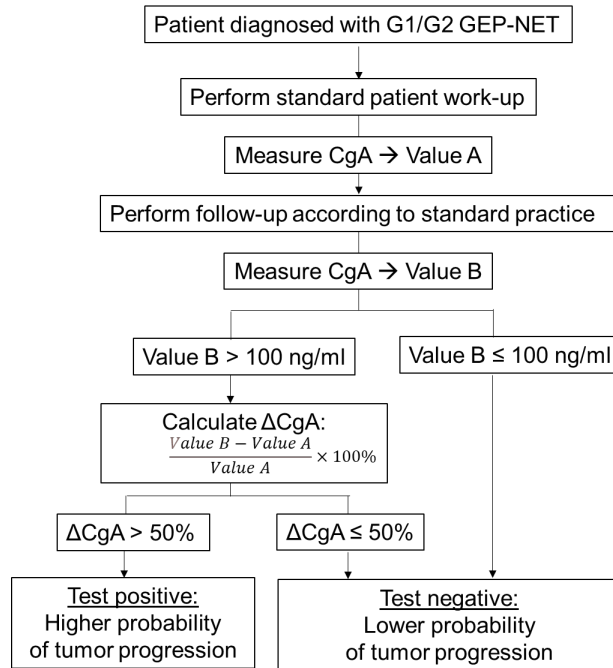 Patient diagnosed with G1/G2 GEP-NET
Perform standard patient work-up
Measure CgA → Value A
Perform follow-up according to standard practice
Measure CgA → Value B
Value B > 100 ng/ml
Value B ≤ 100 ng/ml
Calculate ΔCgA:
Value B − Value A
Value A
× 100%
ΔCgA > 50%
ΔCgA ≤ 50%
Test positive:
Higher probability
of tumor progression
Test negative:
Lower probability
of tumor progression